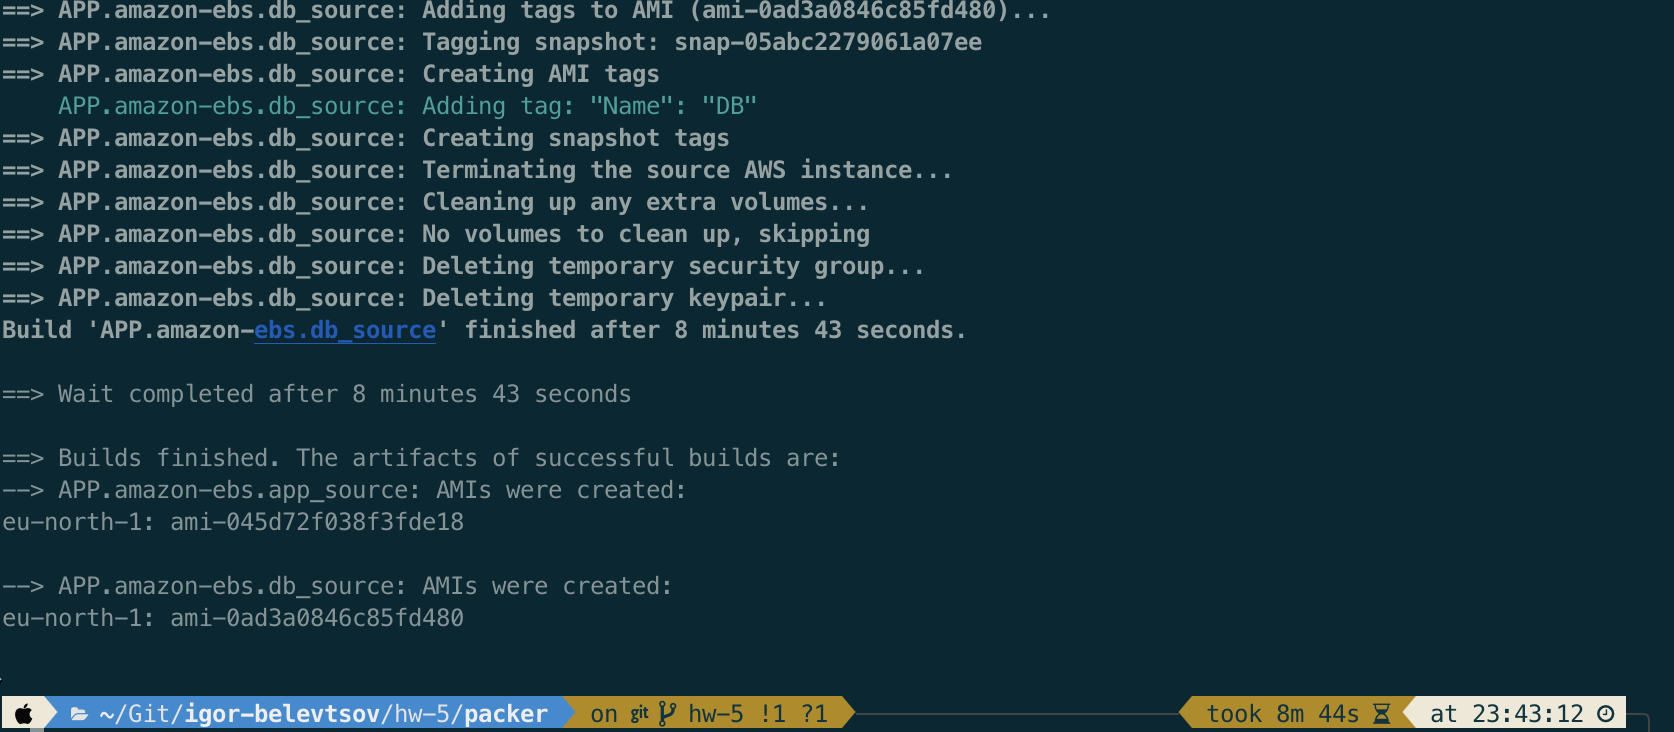 ==> APP.amazon-ebs.db_source: Adding tags to AMI (ami-0ad3a0846c85fd480)...
==> APP.amazon-ebs.db_source: Tagging snapshot: snap-05abc2279061a07ee
==> APP.amazon-ebs.db_source: Creating AMI tags
    APP.amazon-ebs.db_source: Adding tag: "Name": "DB"
==> APP.amazon-ebs.db_source: Creating snapshot tags
==> APP.amazon-ebs.db_source: Terminating the source AWS instance...
==> APP.amazon-ebs.db_source: Cleaning up any extra volumes...
==> APP.amazon-ebs.db_source: No volumes to clean up, skipping
==> APP.amazon-ebs.db_source: Deleting temporary security group...
==> APP.amazon-ebs.db_source: Deleting temporary keypair...
Build 'APP.amazon-ebs.db_source' finished after 8 minutes 43 seconds.
==> Wait completed after 8 minutes 43 seconds
==> Builds finished. The artifacts of successful builds are:
--> APP.amazon-ebs.app_source: AMIs were created:
eu-north-1: ami-045d72f038f3fde18
--> APP.amazon-ebs.db_source: AMIs were created:
eu-north-1: ami-0ad3a0846c85fd480
~/Git/igor-belevtsov/hw-5/packer on git hw-5 !1 ?1 took 8m 44s at 23:43:12